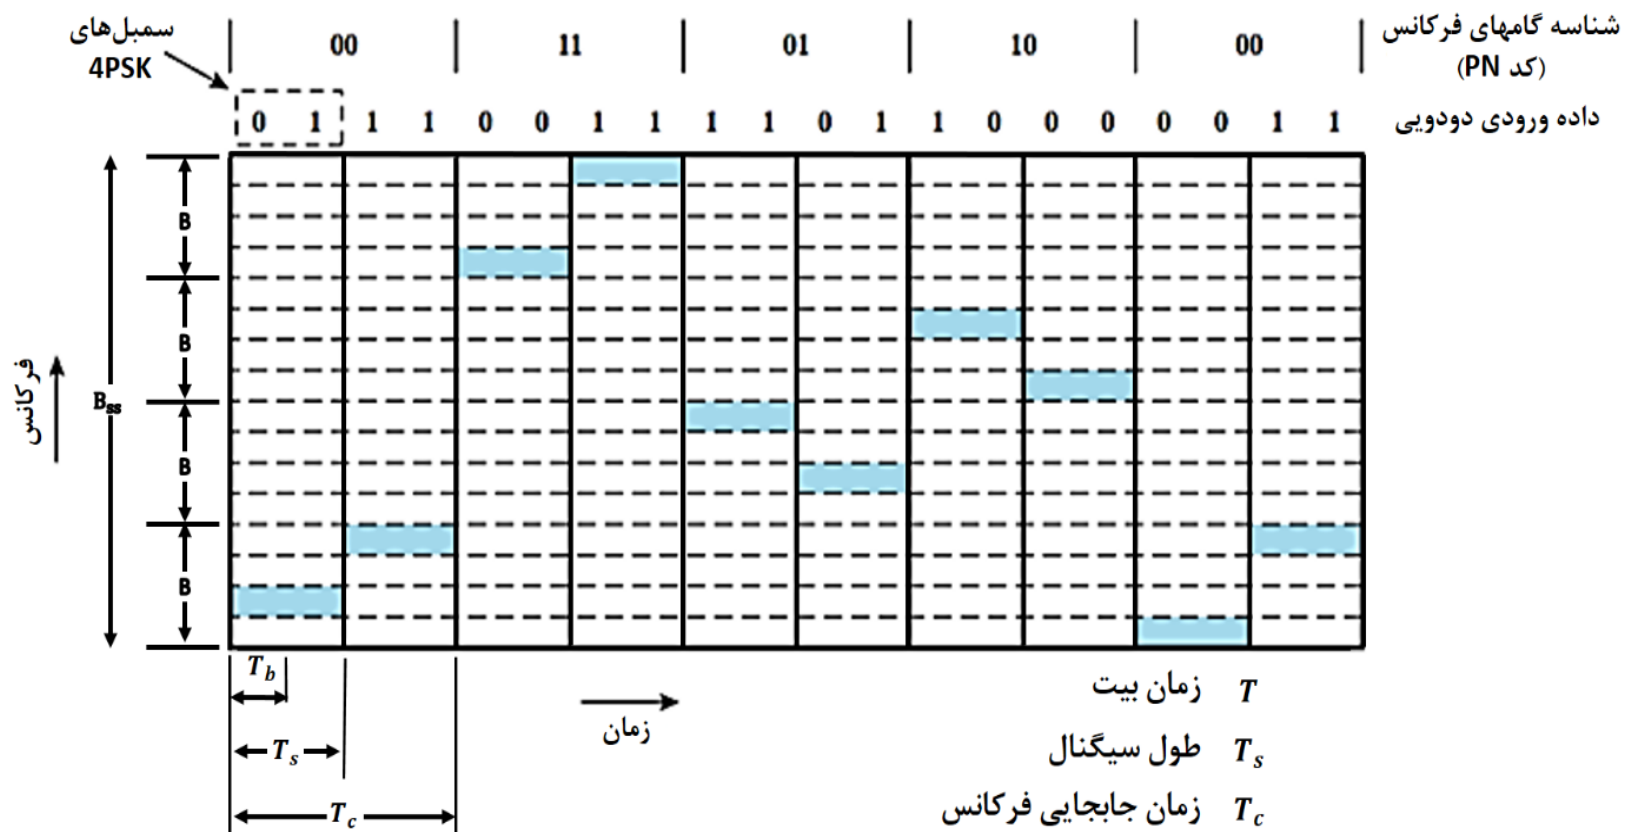 شناسه گامهای فرکانس
(کد PN)
00 11 01 10 00
سمبل‌های
4PSK
داده ورودی دودویی
0 1 1 1 0 0 1 1 1 1 0 1 1 0 0 0 0 0 1 1
B
B
B
B
Bss
فرکانس
Tb
Ts
Tc
زمان
T زمان بیت
Ts طول سیگنال
Tc زمان جابجایی فرکانس